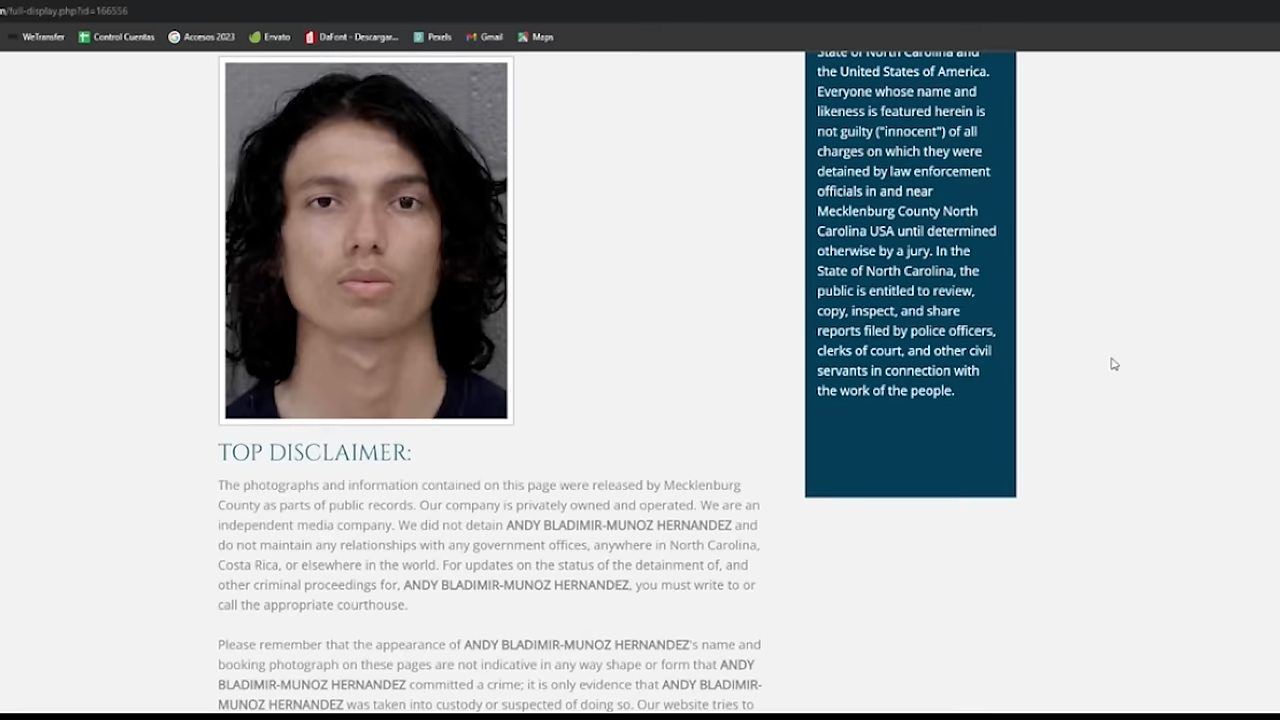 n/full-display.php?id=166556
WeTransfer
Control Cuentas
Accesos 2023
Envato
DaFont - Descargar...
Pexels
Gmail
Maps
State of North Carolina and
the United States of America.
Everyone whose name and
likeness is featured herein is
not guilty ("innocent") of all
charges on which they were
detained by law enforcement
officials in and near
Mecklenburg County North
Carolina USA until determined
otherwise by a jury. In the
State of North Carolina, the
public is entitled to review,
copy, inspect, and share
reports filed by police officers,
clerks of court, and other civil
servants in connection with
the work of the people.
TOP DISCLAIMER:
The photographs and information contained on this page were released by Mecklenburg
County as parts of public records. Our company is privately owned and operated. We are an
independent media company. We did not detain ANDY BLADIMIR-MUNOZ HERNANDEZ and
do not maintain any relationships with any government offices, anywhere in North Carolina,
Costa Rica, or elsewhere in the world. For updates on the status of the detainment of, and
other criminal proceedings for, ANDY BLADIMIR-MUNOZ HERNANDEZ, you must write to or
call the appropriate courthouse.
Please remember that the appearance of ANDY BLADIMIR-MUNOZ HERNANDEZ's name and
booking photograph on these pages are not indicative in any way shape or form that ANDY
BLADIMIR-MUNOZ HERNANDEZ committed a crime; it is only evidence that ANDY BLADIMIR-
MUNOZ HERNANDEZ was taken into custody or suspected of doing so. Our website tries to